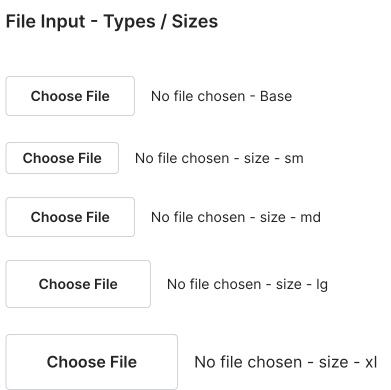 File Input - Types / Sizes
Choose File No file chosen - Base
Choose File No file chosen - size - sm
Choose File No file chosen - size - md
Choose File No file chosen - size - lg
Choose File No file chosen - size - xl